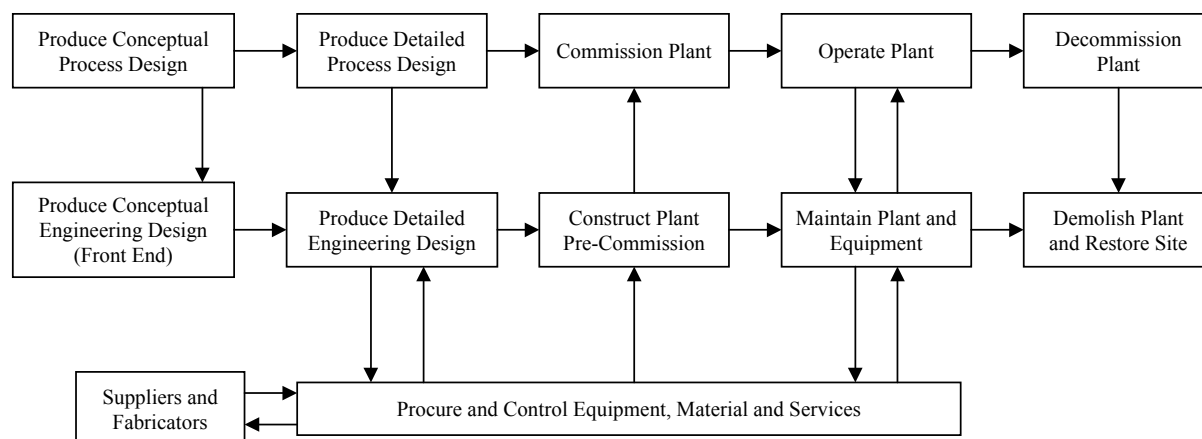 Produce Conceptual
Process Design
Produce Detailed
Process Design
Commission Plant
Operate Plant
Decommission
Plant
Produce Conceptual
Engineering Design
(Front End)
Produce Detailed
Engineering Design
Construct Plant
Pre-Commission
Maintain Plant and
Equipment
Demolish Plant
and Restore Site
Suppliers and
Fabricators
Procure and Control Equipment, Material and Services